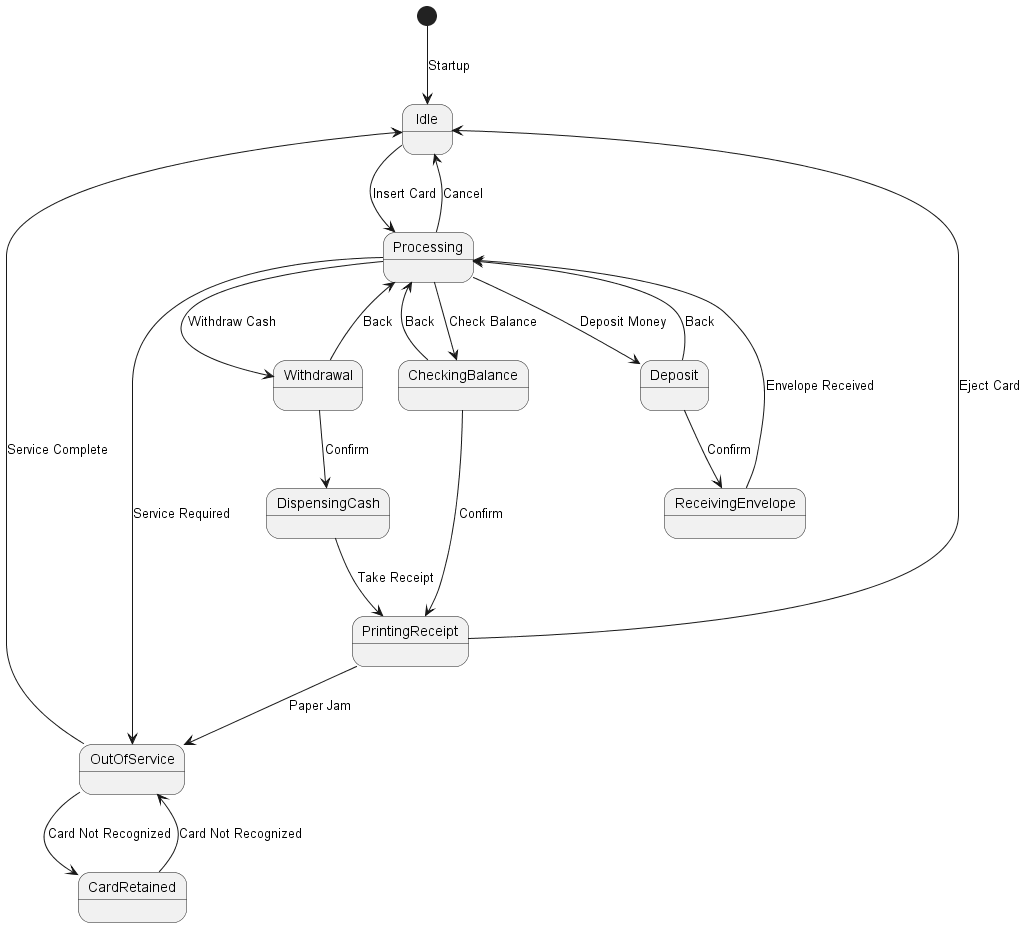 Startup
Idle
Insert Card
Cancel
Processing
Withdraw Cash
Back
Back
Check Balance
Deposit Money
Back
Withdrawal
CheckingBalance
Deposit
Envelope Received
Eject Card
Service Complete
Confirm
Confirm
DispensingCash
ReceivingEnvelope
Service Required
Confirm
Take Receipt
PrintingReceipt
Paper Jam
OutOfService
Card Not Recognized
Card Not Recognized
CardRetained